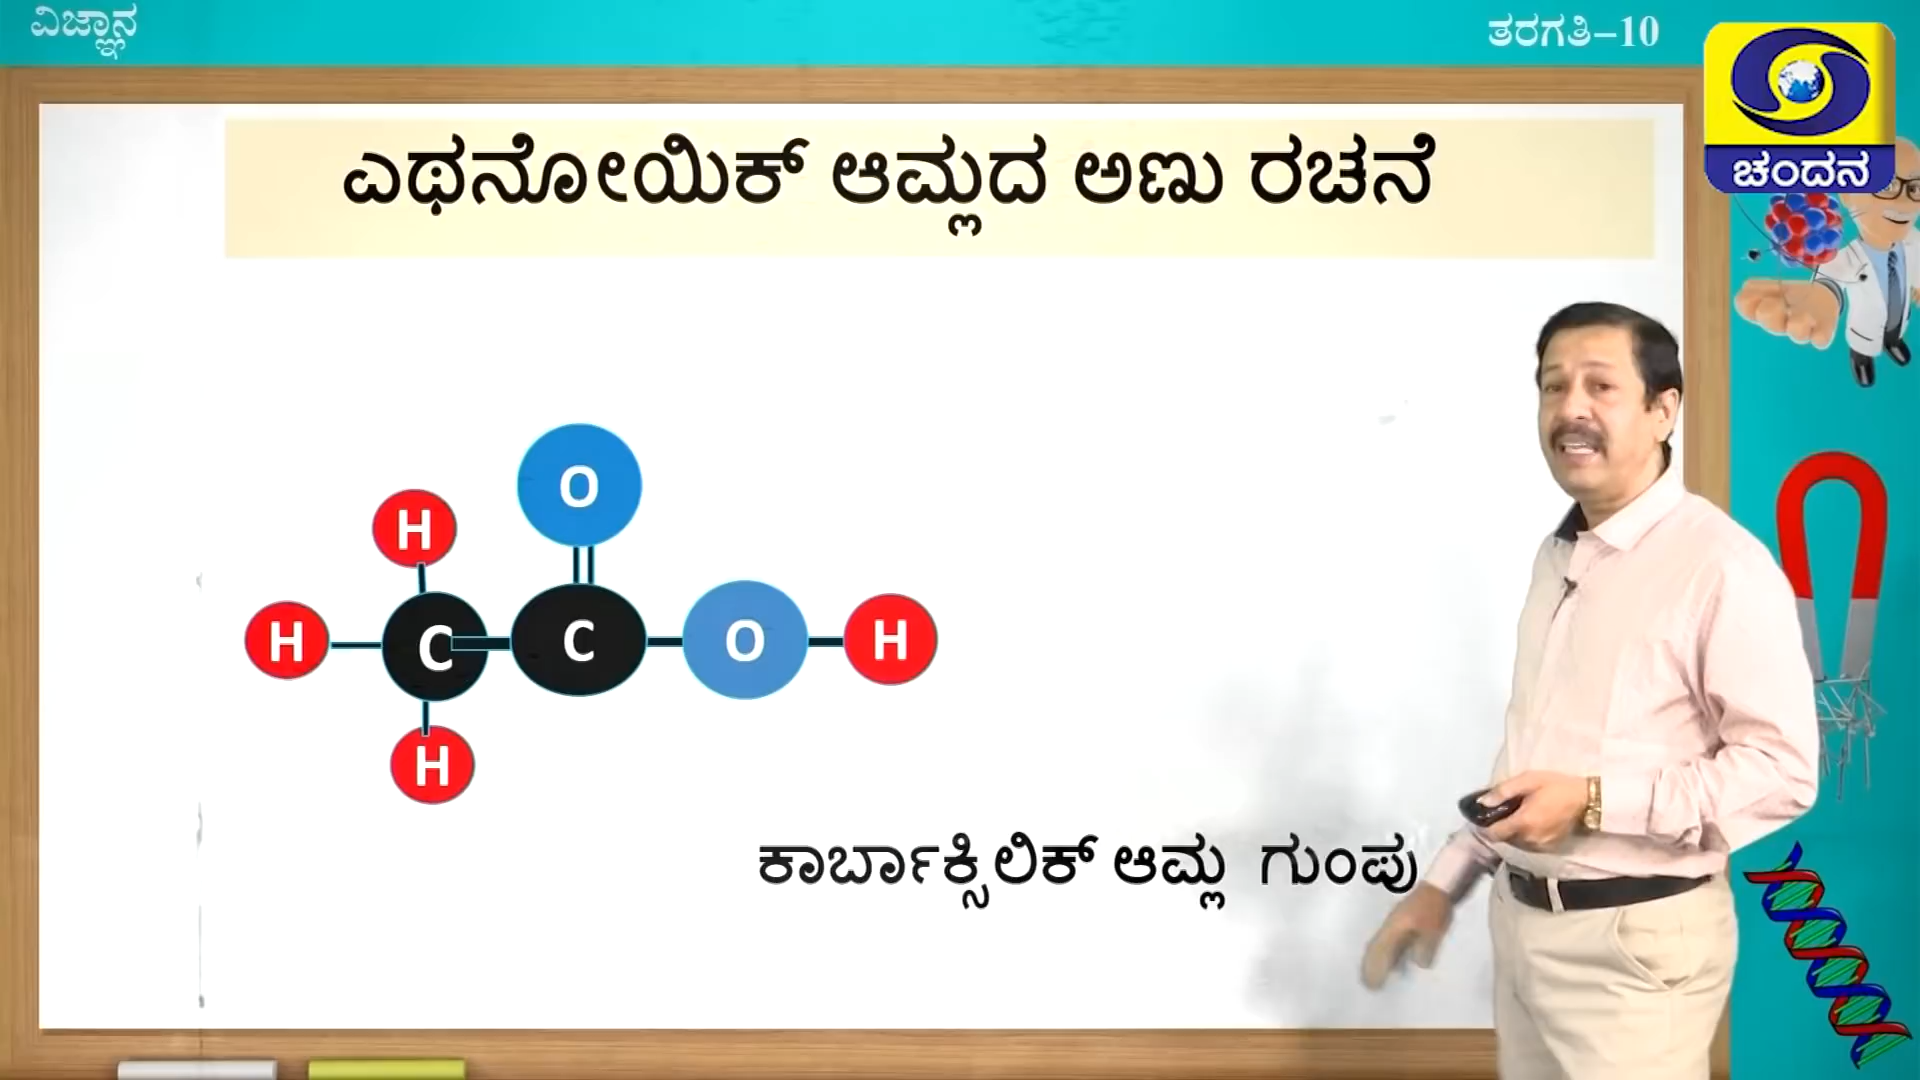 ವಿಜ್ಞಾನ
ತರಗತಿ–10
ಚಂದನ
ಎಥನೋಯಿಕ್ ಆಮ್ಲದ ಅಣು ರಚನೆ
O
H
H C C O H
H
ಕಾರ್ಬಾಕ್ಸಿಲಿಕ್ ಆಮ್ಲ ಗುಂಪು